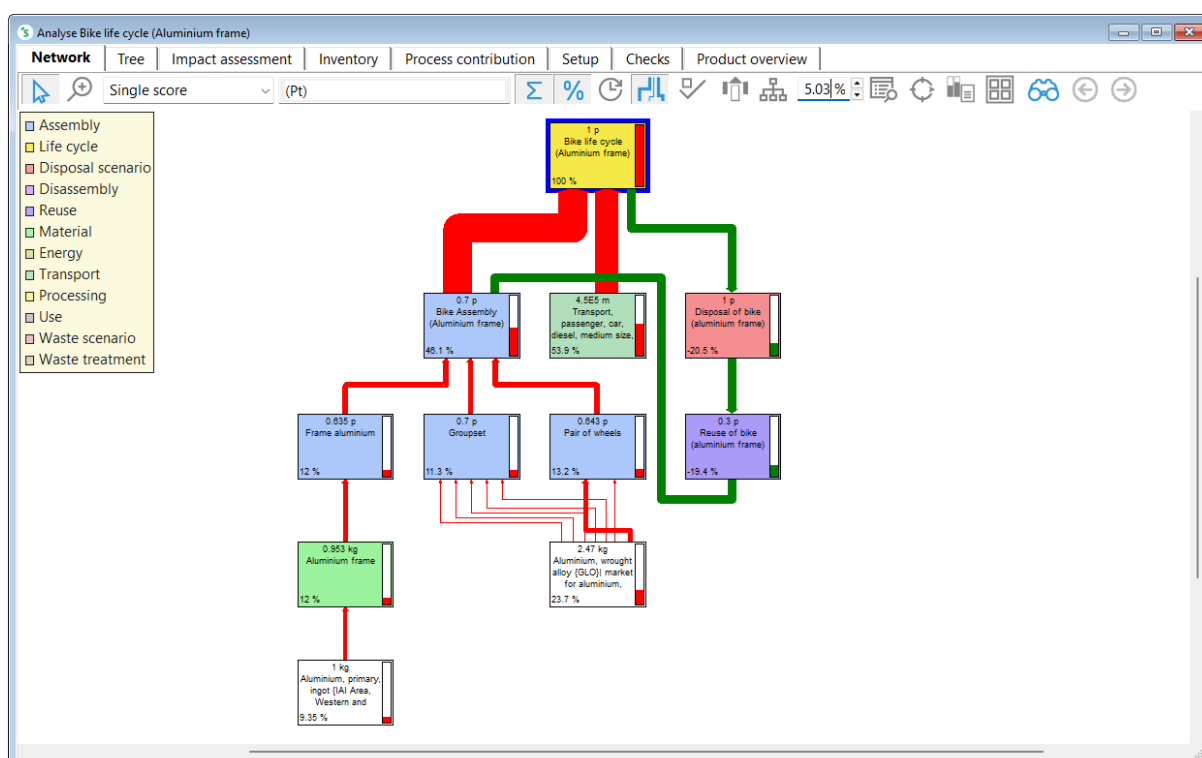 Analyse Bike life cycle (Aluminium frame)
Network Tree Impact assessment Inventory Process contribution Setup Checks Product overview
Single score (Pt) Σ % 5.03 %
Assembly
Life cycle
Disposal scenario
Disassembly
Reuse
Material
Energy
Transport
Processing
Use
Waste scenario
Waste treatment
1 p
Bike life cycle
(Aluminium frame)
100 %
0.7 p
Bike Assembly
(Aluminium frame)
46.1 %
4.5E5 m
Transport,
passenger, car,
diesel, medium size,
53.9 %
1 p
Disposal of bike
(aluminium frame)
-20.5 %
0.635 p
Frame aluminium
12 %
0.7 p
Groupset
11.3 %
0.643 p
Pair of wheels
13.2 %
0.3 p
Reuse of bike
(aluminium frame)
-19.4 %
0.953 kg
Aluminium frame
12 %
2.47 kg
Aluminium, wrought
alloy {GLO}| market
for aluminium,
23.7 %
1 kg
Aluminium, primary,
ingot {IAI Area,
Western and
9.35 %